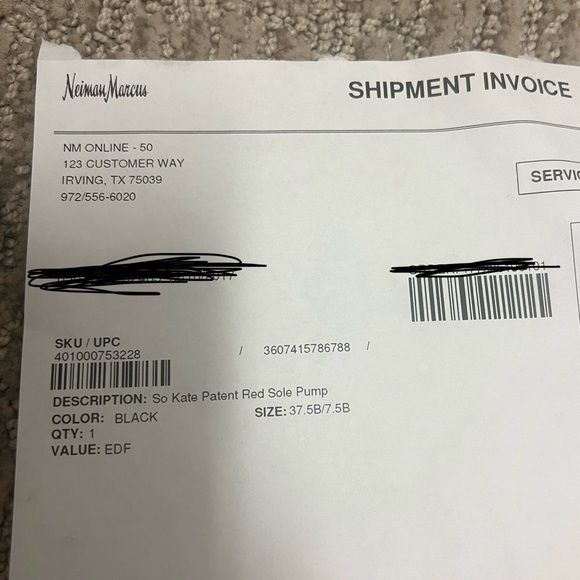 Neiman Marcus
SHIPMENT INVOICE
NM ONLINE - 50
123 CUSTOMER WAY
IRVING, TX 75039
972/556-6020
SKU / UPC
401000753228 / 3607415786788 /
DESCRIPTION: So Kate Patent Red Sole Pump
COLOR: BLACK SIZE: 37.5B/7.5B
QTY: 1
VALUE: EDF